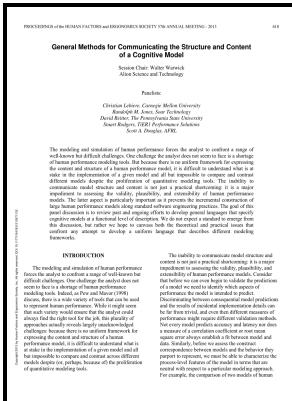 PROCEEDINGS of the HUMAN FACTORS and ERGONOMICS SOCIETY 57th ANNUAL MEETING - 2013
General Methods for Communicating the Structure and Content
of a Cognitive Model
Session Chair: Walter Warwick
Alion Science and Technology
Panelists:
Christian Lebiere, Carnegie Mellon University
Randolph M. Jones, Soar Technology
David Reitter, The Pennsylvania State University
Stuart Rodgers, TIER1 Performance Solutions
Scott A. Douglas, AFRL
The modeling and simulation of human performance forces the analyst to confront a range of
well-known but difficult challenges. One challenge the analyst does not seem to face is a shortage
of human performance modeling tools. But because there is no uniform framework for expressing
the content and structure of a human performance model, it is difficult to understand what is at
stake in the implementation of a given model and all but impossible to compare and contrast
different models despite the proliferation of quantitative modeling tools. The inability to
communicate model structure and content is not just a practical shortcoming; it is a major
impediment to assessing the validity, plausibility, and extensibility of human performance
models. The latter aspect is particularly important as it prevents the incremental construction of
large human performance models along standard software engineering practices. The goal of the
panel discussion is to review past and ongoing efforts to develop general languages that specify
cognitive models at a functional level of description. We do not expect a standard to emerge from
this discussion, but rather we hope to canvass both the theoretical and practical issues that
confront any attempt to develop a uniform language that describes different modeling
frameworks.
INTRODUCTION
The modeling and simulation of human performance
forces the analyst to confront a range of well-known but
difficult challenges. One challenge the analyst does not
seem to face is a shortage of human performance
modeling tools. Indeed, as Pew and Mavor (1998)
discuss, there is a wide variety of tools that can be used
to represent human performance. While it might seem
that such variety would ensure that the analyst could
always find the right tool for the job, this plurality of
approaches actually reveals largely unacknowledged
challenges: because there is no uniform framework for
expressing the content and structure of a human
performance model, it is difficult to understand what is
at stake in the implementation of a given model and all
but impossible to compare and contrast across different
models despite (or, perhaps, because of) the proliferation
of quantitative modeling tools.
The inability to communicate model structure and
content is not just a practical shortcoming; it is a major
impediment to assessing the validity, plausibility, and
extensibility of human performance models. Consider
that before we can even begin to validate the predictions
of a model we need to identify which aspects of
performance the model is intended to predict.
Discriminating between consequential model predictions
and the results of incidental implementation details can
be far from trivial, and even then different measures of
performance might require different validation methods.
Not every model predicts accuracy and latency nor does
a measure of a correlation coefficient or root mean
square error always establish a fit between model and
data. Similarly, before we assess the construct
correspondence between models and the behavior they
purport to represent, we must be able to characterize the
process-level features of the model in terms that are
neutral with respect to a particular modeling approach.
For example, the comparison of two models of human